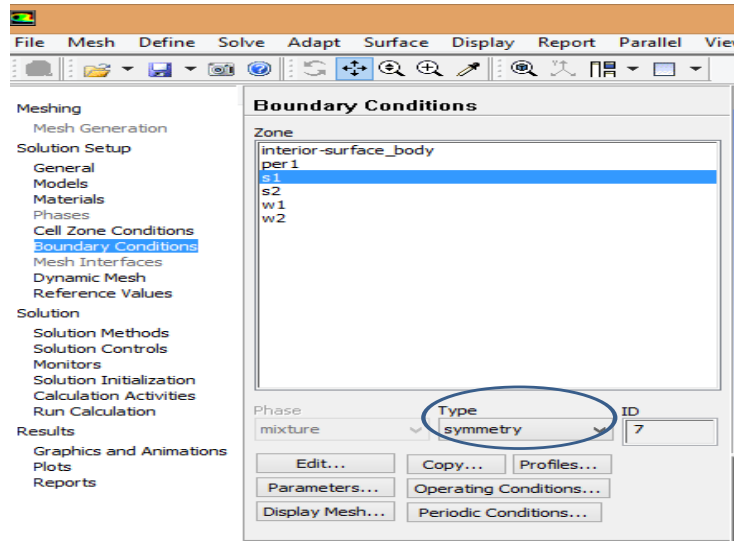 File Mesh Define Solve Adapt Surface Display Report Parallel
Meshing
Mesh Generation
Solution Setup
General
Models
Materials
Phases
Cell Zone Conditions
Boundary Conditions
Mesh Interfaces
Dynamic Mesh
Reference Values
Solution
Solution Methods
Solution Controls
Monitors
Solution Initialization
Calculation Activities
Run Calculation
Results
Graphics and Animations
Plots
Reports
Boundary Conditions
Zone
interior-surface_body
per1
s1
s2
w1
w2
Phase Type ID
mixture symmetry 7
Edit... Copy... Profiles...
Parameters... Operating Conditions...
Display Mesh... Periodic Conditions...